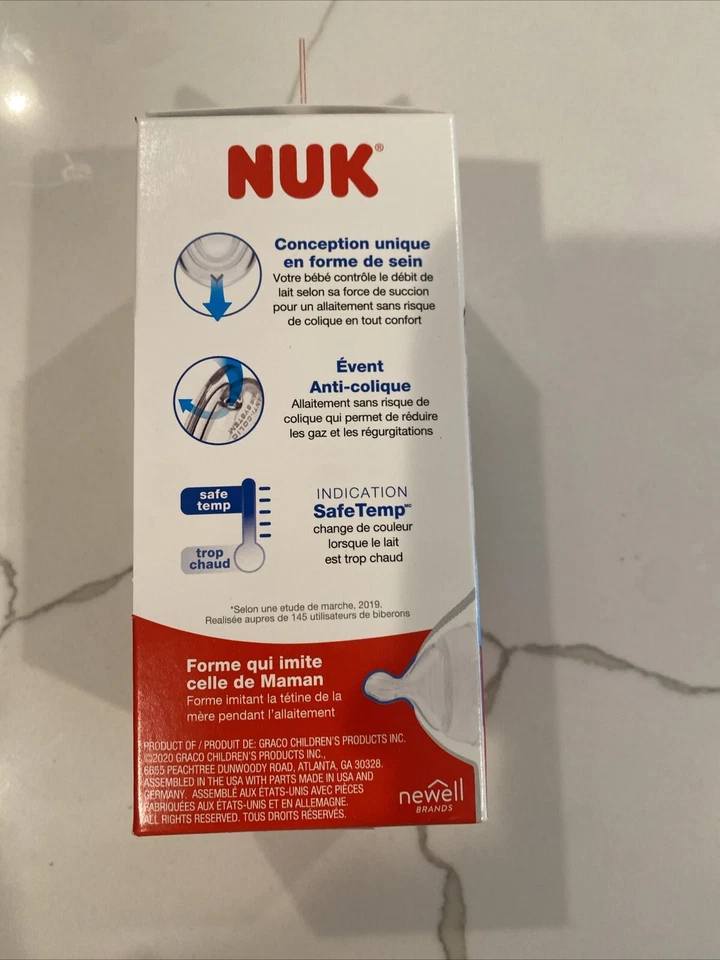 NUK®
Conception unique
en forme de sein
Votre bébé contrôle le débit de
lait selon sa force de succion
pour un allaitement sans risque
de colique en tout confort
Évent
Anti-colique
Allaitement sans risque de
colique qui permet de réduire
les gaz et les régurgitations
ANTI-COLIC
AIR SYSTEM
safe
temp
trop
chaud
INDICATION
SafeTemp MC
change de couleur
lorsque le lait
est trop chaud
*Selon une etude de marche, 2019.
Realisée aupres de 145 utilisateurs de biberons
Forme qui imite
celle de Maman
Forme imitant la tétine de la
mère pendant l'allaitement
PRODUCT OF / PRODUIT DE: GRACO CHILDREN'S PRODUCTS INC.
©2020 GRACO CHILDREN'S PRODUCTS INC.,
6655 PEACHTREE DUNWOODY ROAD, ATLANTA, GA 30328.
ASSEMBLED IN THE USA WITH PARTS MADE IN USA AND
GERMANY. ASSEMBLÉ AUX ÉTATS-UNIS AVEC PIÈCES
FABRIQUÉES AUX ÉTATS-UNIS ET EN ALLEMAGNE.
ALL RIGHTS RESERVED. TOUS DROITS RÉSERVÉS.
newell
BRANDS